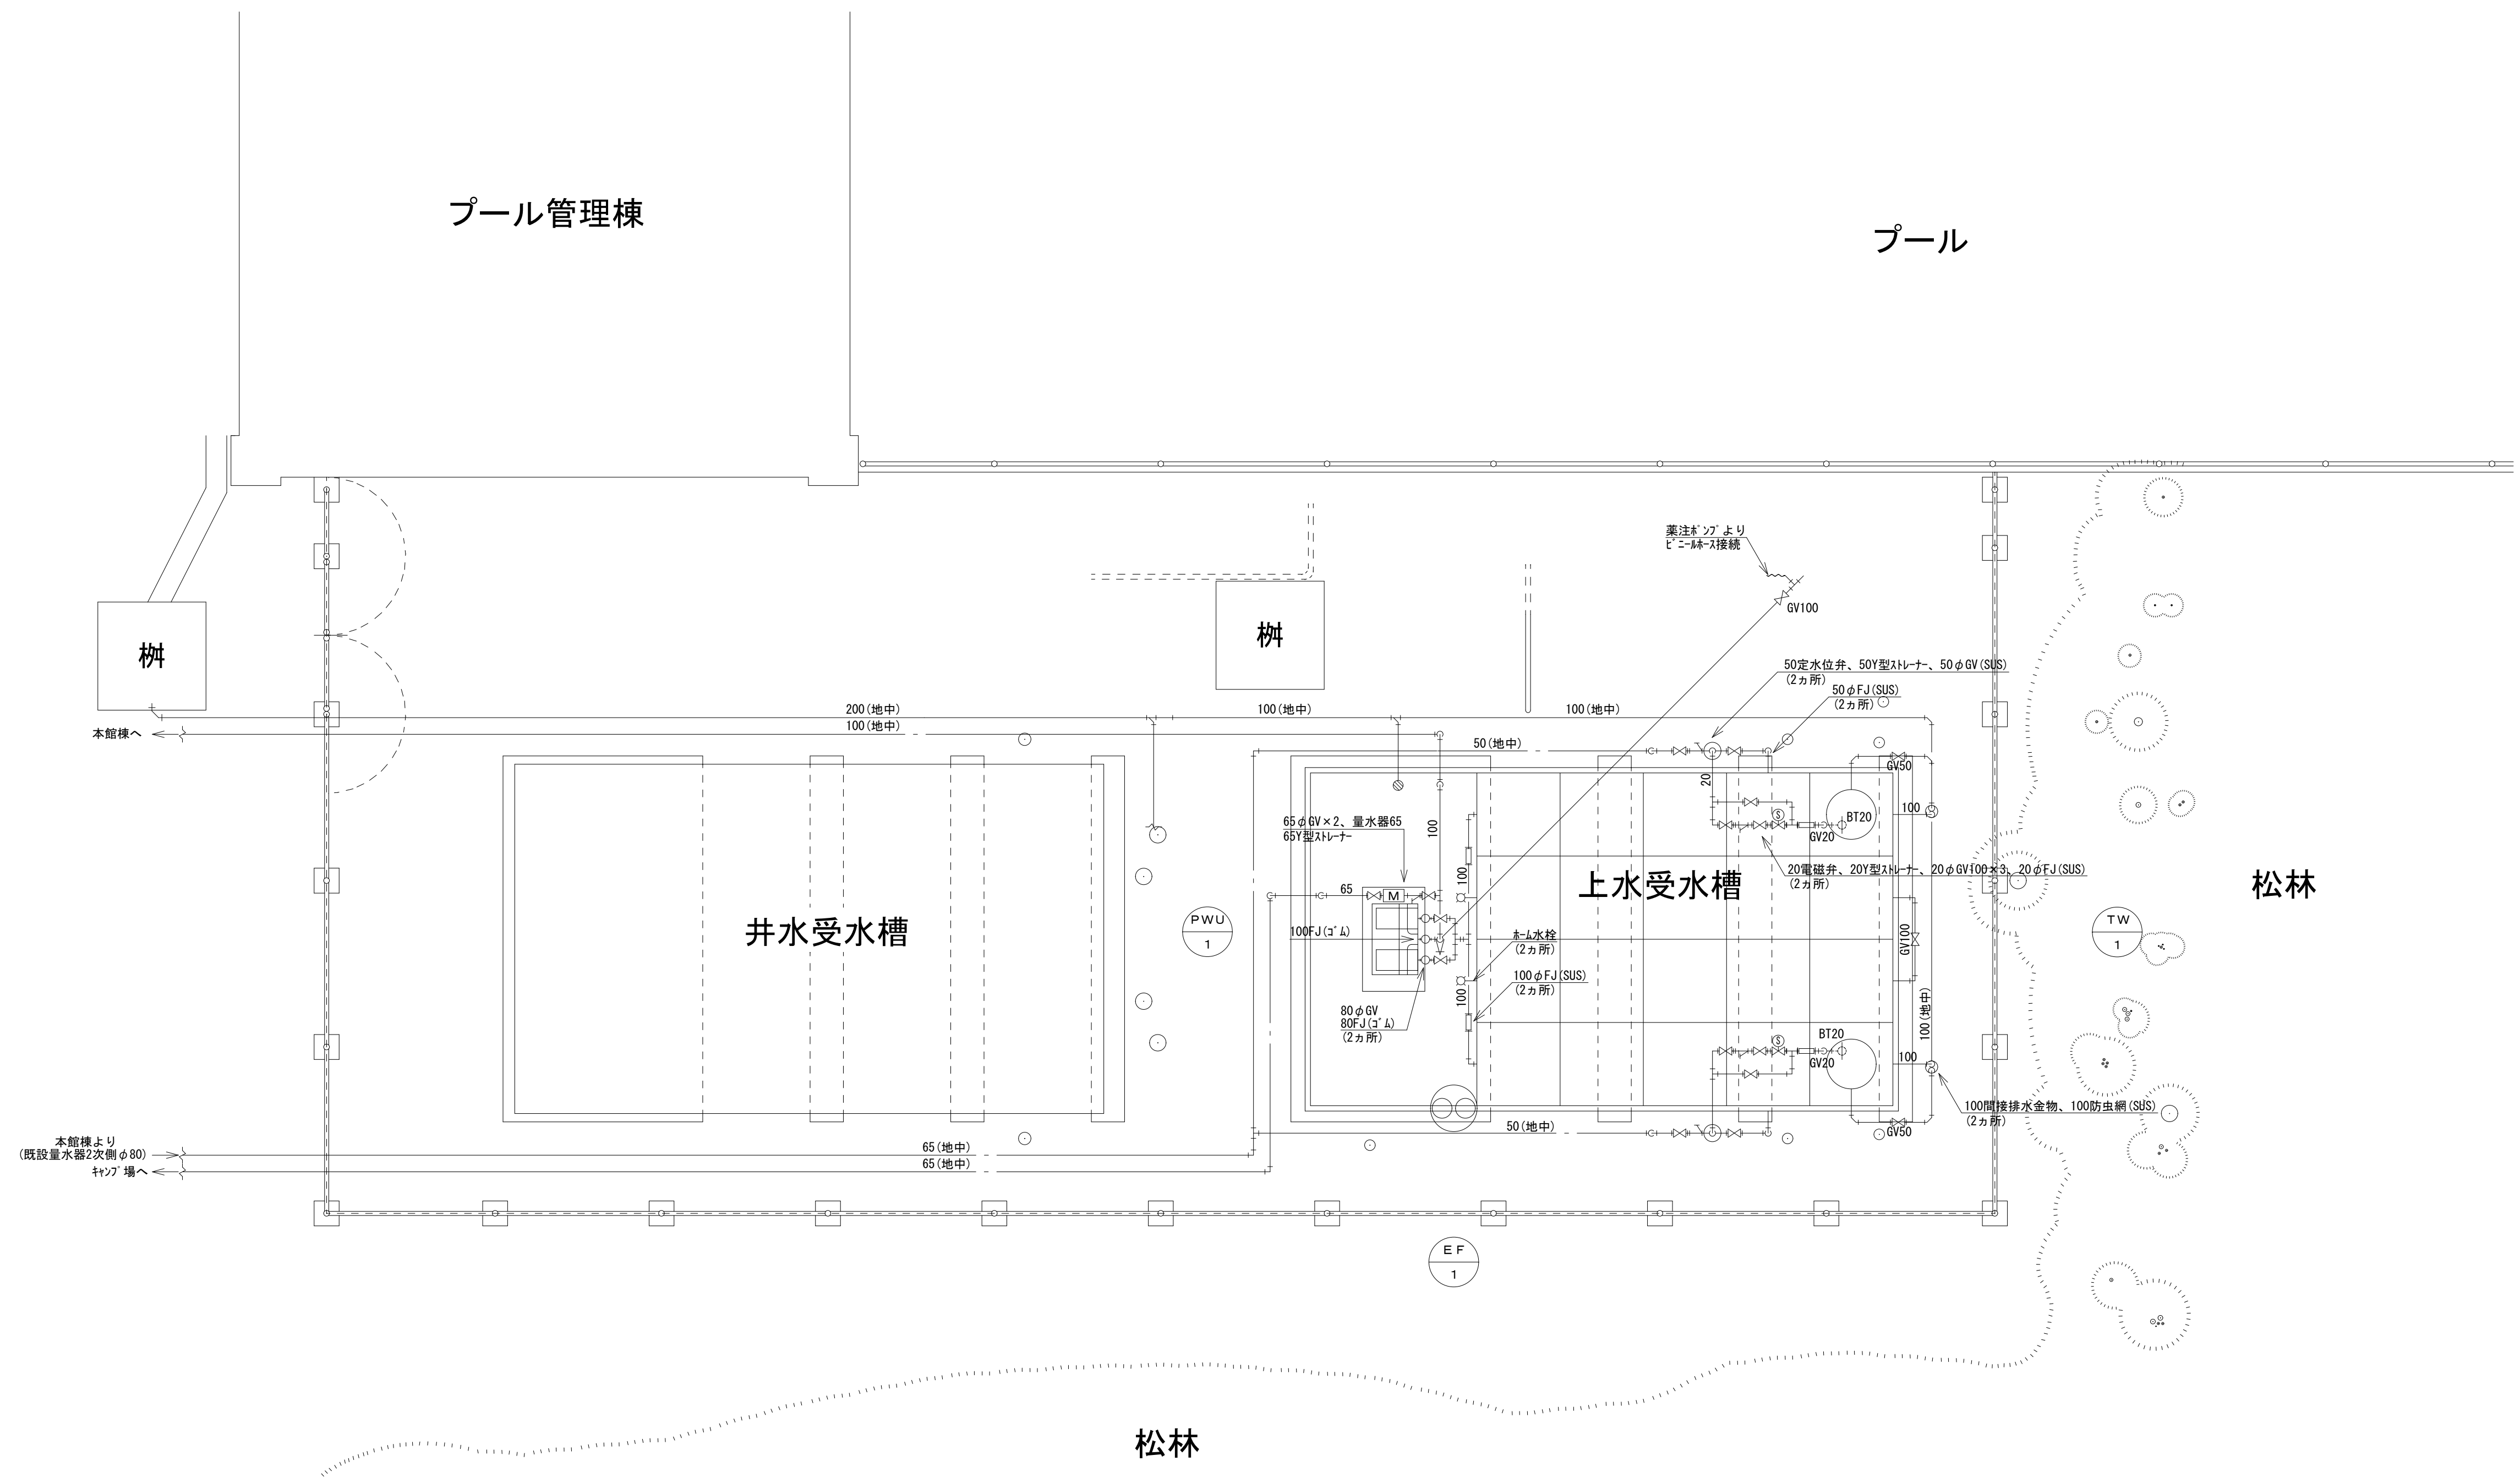 プール管理棟
プール
薬注ﾎﾟﾝﾌﾟより
ﾋﾞﾆｰﾙﾎｰｽ接続
GV100
桝
桝
50定水位弁、50Y型ｽﾄﾚｰﾅｰ、50φGV(SUS)
(2ヵ所)
50φFJ(SUS)
(2ヵ所)
200(地中)
100(地中)
100(地中)
100(地中)
本館棟へ
50(地中)
GV50
20
100
BT20
65φGV×2、量水器65
65Y型ｽﾄﾚｰﾅｰ
100
GV20
20電磁弁、20Y型ｽﾄﾚｰﾅｰ、20φGV100×3、20φFJ(SUS)
(2ヵ所)
S
100
65
M
上水受水槽
松林
井水受水槽
PWU
1
TW
1
100FJ(ｺﾞﾑ)
ﾎｰﾑ水栓
(2ヵ所)
GV100
100φFJ(SUS)
(2ヵ所)
100
100(地中)
80φGV
80FJ(ｺﾞﾑ)
(2ヵ所)
BT20
S
GV20
100
100間接排水金物、100防虫網(SUS)
(2ヵ所)
50(地中)
GV50
本館棟より
(既設量水器2次側φ80)
65(地中)
キャンプ場へ
65(地中)
EF
1
松林